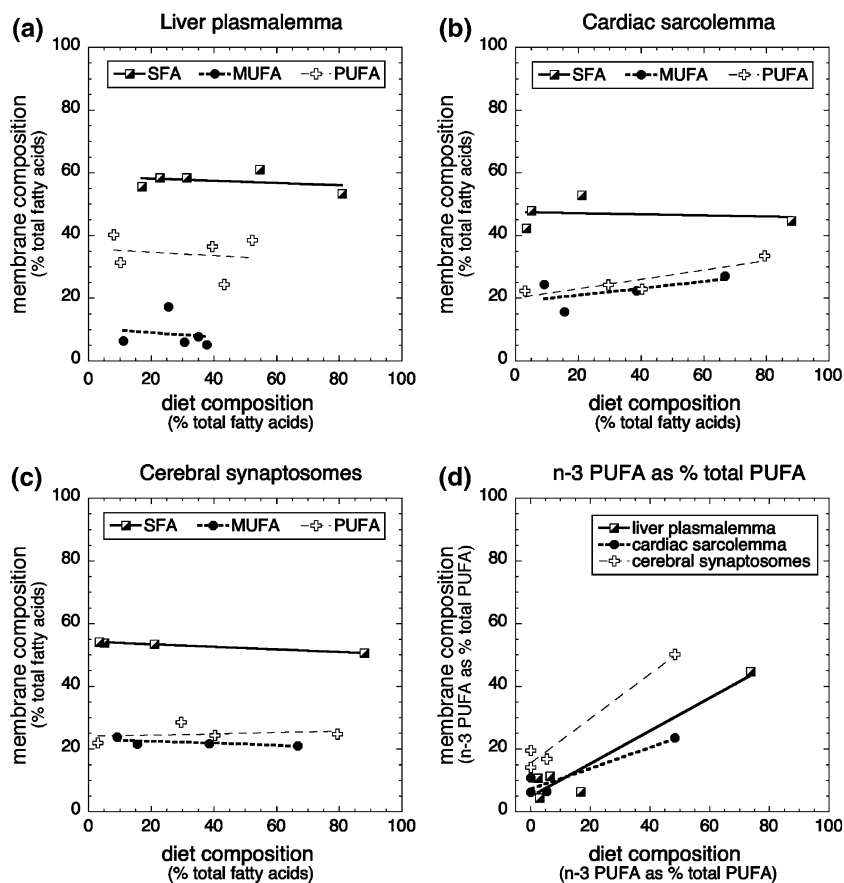 (a) Liver plasmalemma
100
80
60
40
20
0
0 20 40 60 80 100
SFA MUFA PUFA
membrane composition
(% total fatty acids)
diet composition
(% total fatty acids)
(b) Cardiac sarcolemma
100
80
60
40
20
0
0 20 40 60 80 100
SFA MUFA PUFA
membrane composition
(% total fatty acids)
diet composition
(% total fatty acids)
(c) Cerebral synaptosomes
100
80
60
40
20
0
0 20 40 60 80 100
SFA MUFA PUFA
membrane composition
(% total fatty acids)
diet composition
(% total fatty acids)
(d) n-3 PUFA as % total PUFA
100
80
60
40
20
0
0 20 40 60 80 100
liver plasmalemma
cardiac sarcolemma
cerebral synaptosomes
membrane composition
(n-3 PUFA as % total PUFA)
diet composition
(n-3 PUFA as % total PUFA)